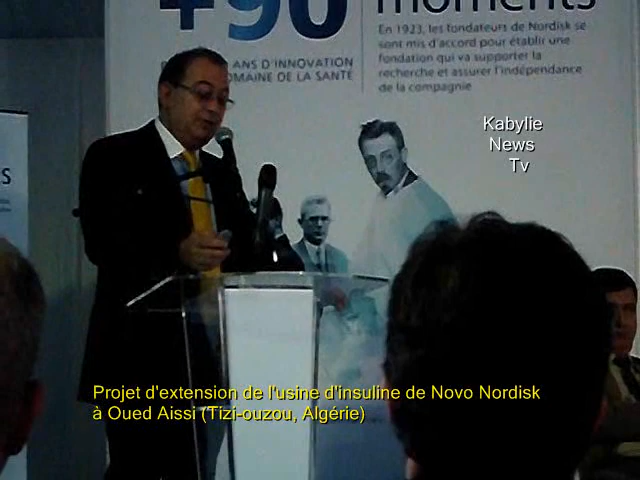 +90
moments
En 1923, les fondateurs de Nordisk se
sont mis d'accord pour établir une
fondation qui va supporter la
recherche et assurer l'indépendance
de la compagnie
ANS D'INNOVATION
DOMAINE DE LA SANTÉ
Kabylie
News
Tv
Projet d'extension de l'usine d'insuline de Novo Nordisk
à Oued Aissi (Tizi-ouzou, Algérie)